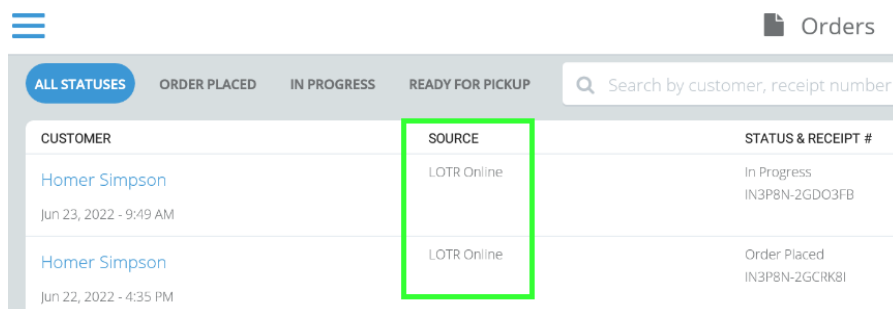 Orders
ALL STATUSES ORDER PLACED IN PROGRESS READY FOR PICKUP Search by customer, receipt number
CUSTOMER SOURCE STATUS & RECEIPT #
Homer Simpson LOTR Online In Progress
IN3P8N-2GDO3FB
Jun 23, 2022 - 9:49 AM
Homer Simpson LOTR Online Order Placed
IN3P8N-2GCRK8I
Jun 22, 2022 - 4:35 PM